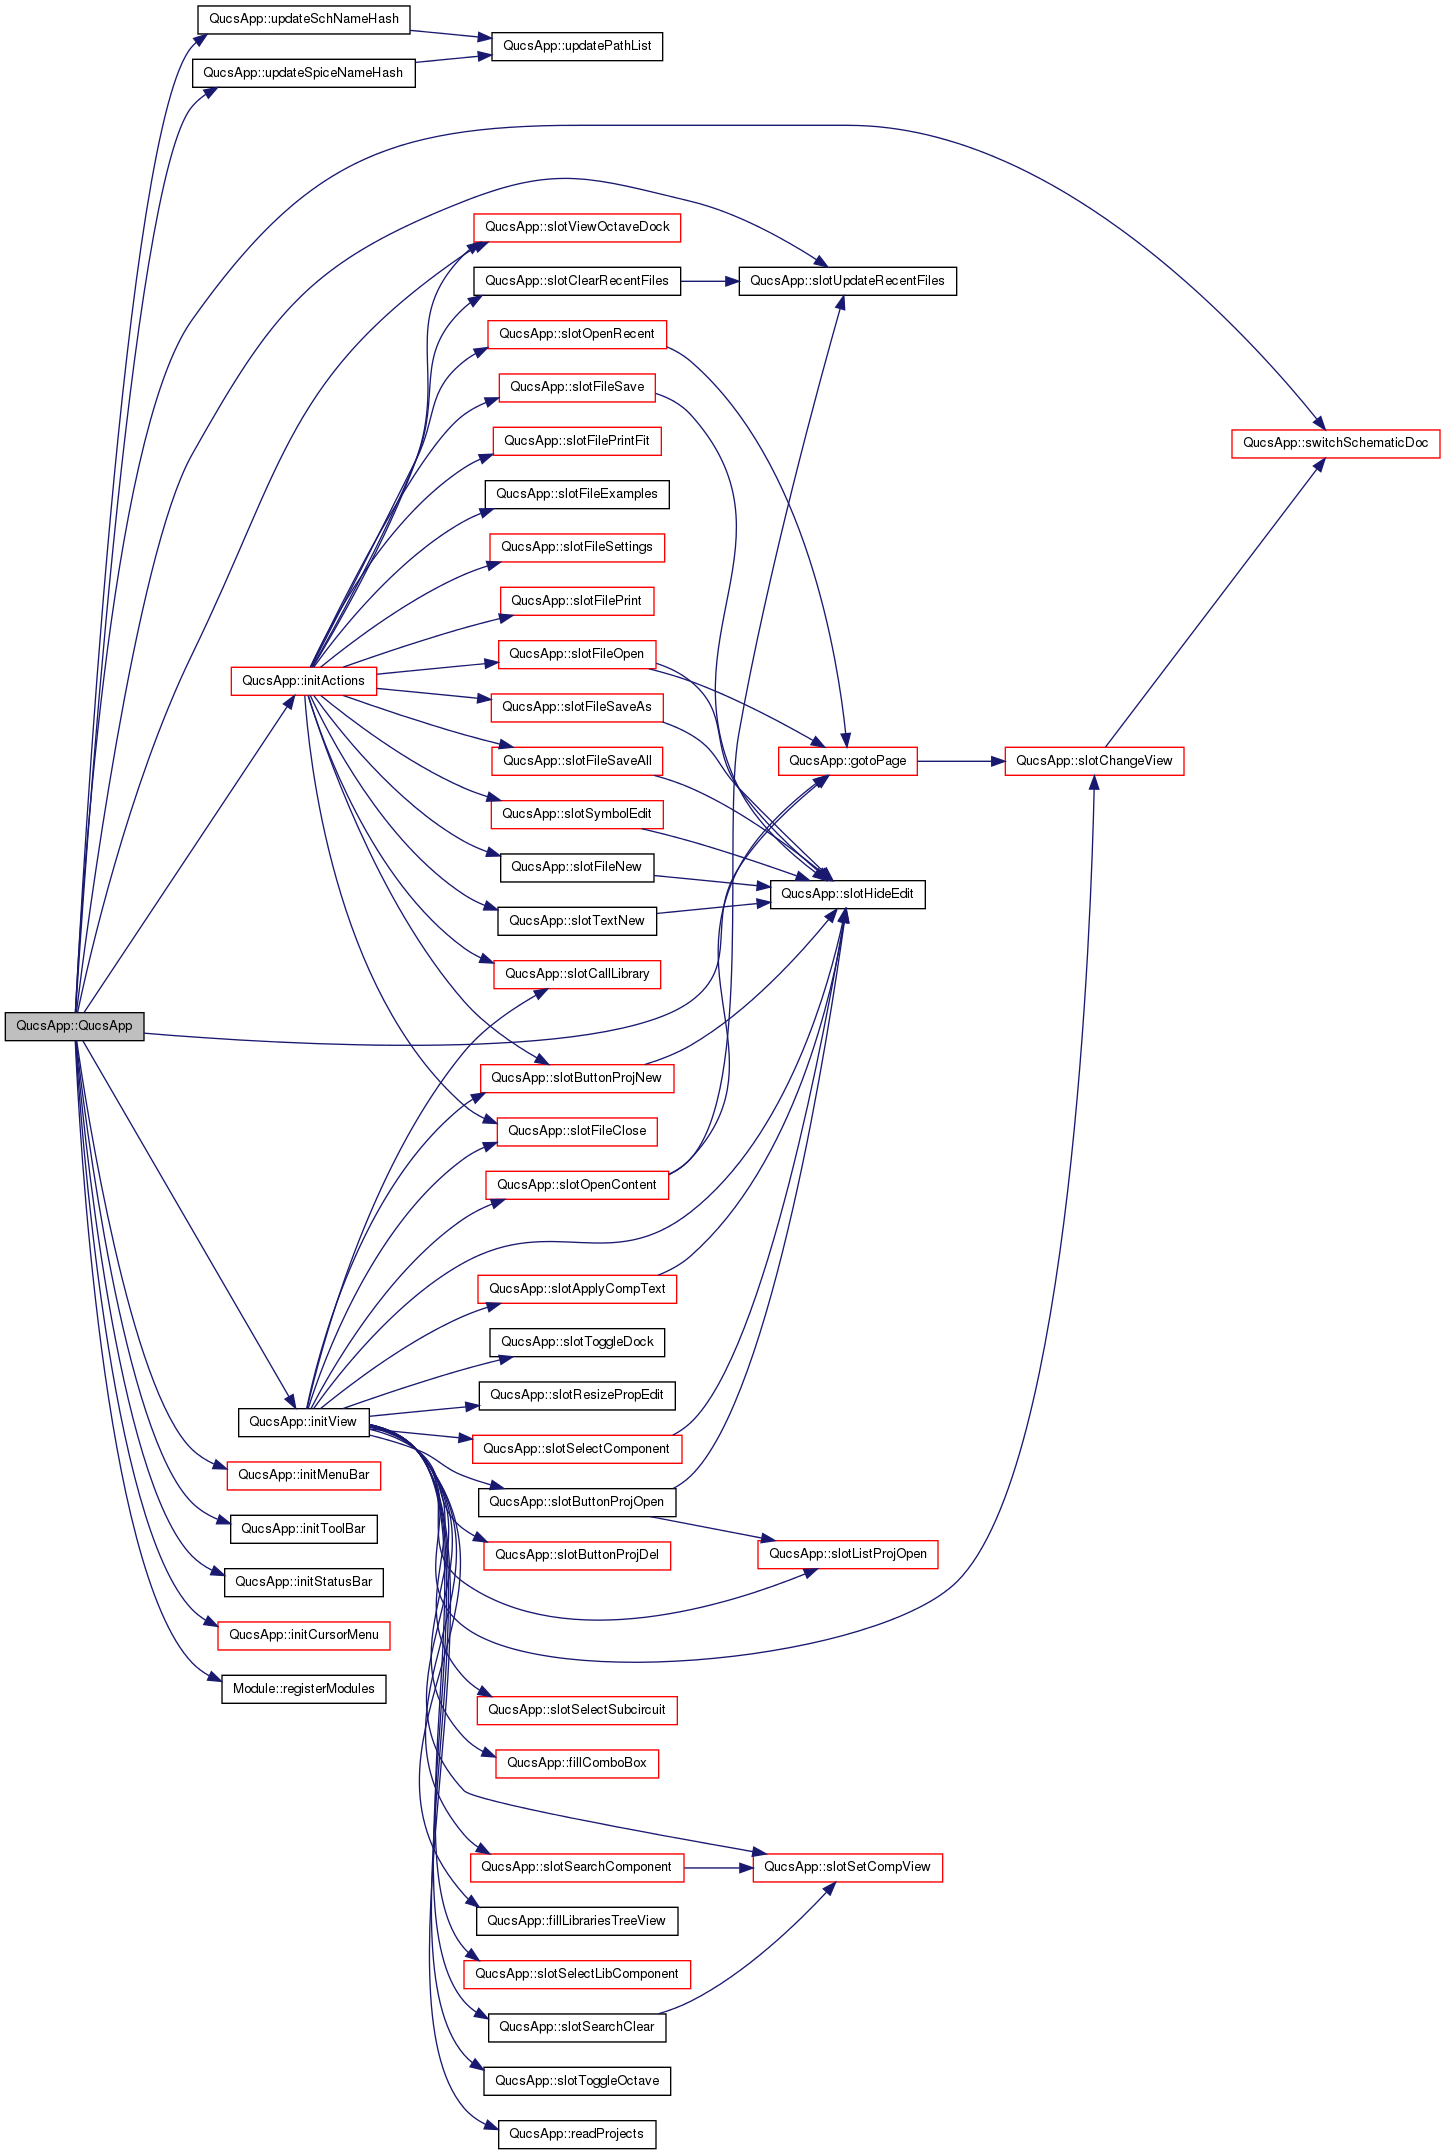 QucsApp::updateSchNameHash
QucsApp::updatePathList
QucsApp::updateSpiceNameHash
QucsApp::slotViewOctaveDock
QucsApp::slotClearRecentFiles
QucsApp::slotUpdateRecentFiles
QucsApp::slotOpenRecent
QucsApp::slotFileSave
QucsApp::slotFilePrintFit
QucsApp::switchSchematicDoc
QucsApp::slotFileExamples
QucsApp::slotFileSettings
QucsApp::slotFilePrint
QucsApp::slotFileOpen
QucsApp::initActions
QucsApp::slotFileSaveAs
QucsApp::slotFileSaveAll
QucsApp::gotoPage
QucsApp::slotChangeView
QucsApp::slotSymbolEdit
QucsApp::slotFileNew
QucsApp::slotHideEdit
QucsApp::slotTextNew
QucsApp::slotCallLibrary
QucsApp::QucsApp
QucsApp::slotButtonProjNew
QucsApp::slotFileClose
QucsApp::slotOpenContent
QucsApp::slotApplyCompText
QucsApp::slotToggleDock
QucsApp::slotResizePropEdit
QucsApp::initView
QucsApp::slotSelectComponent
QucsApp::initMenuBar
QucsApp::slotButtonProjOpen
QucsApp::initToolBar
QucsApp::slotButtonProjDel
QucsApp::slotListProjOpen
QucsApp::initStatusBar
QucsApp::initCursorMenu
Module::registerModules
QucsApp::slotSelectSubcircuit
QucsApp::fillComboBox
QucsApp::slotSearchComponent
QucsApp::slotSetCompView
QucsApp::fillLibrariesTreeView
QucsApp::slotSelectLibComponent
QucsApp::slotSearchClear
QucsApp::slotToggleOctave
QucsApp::readProjects